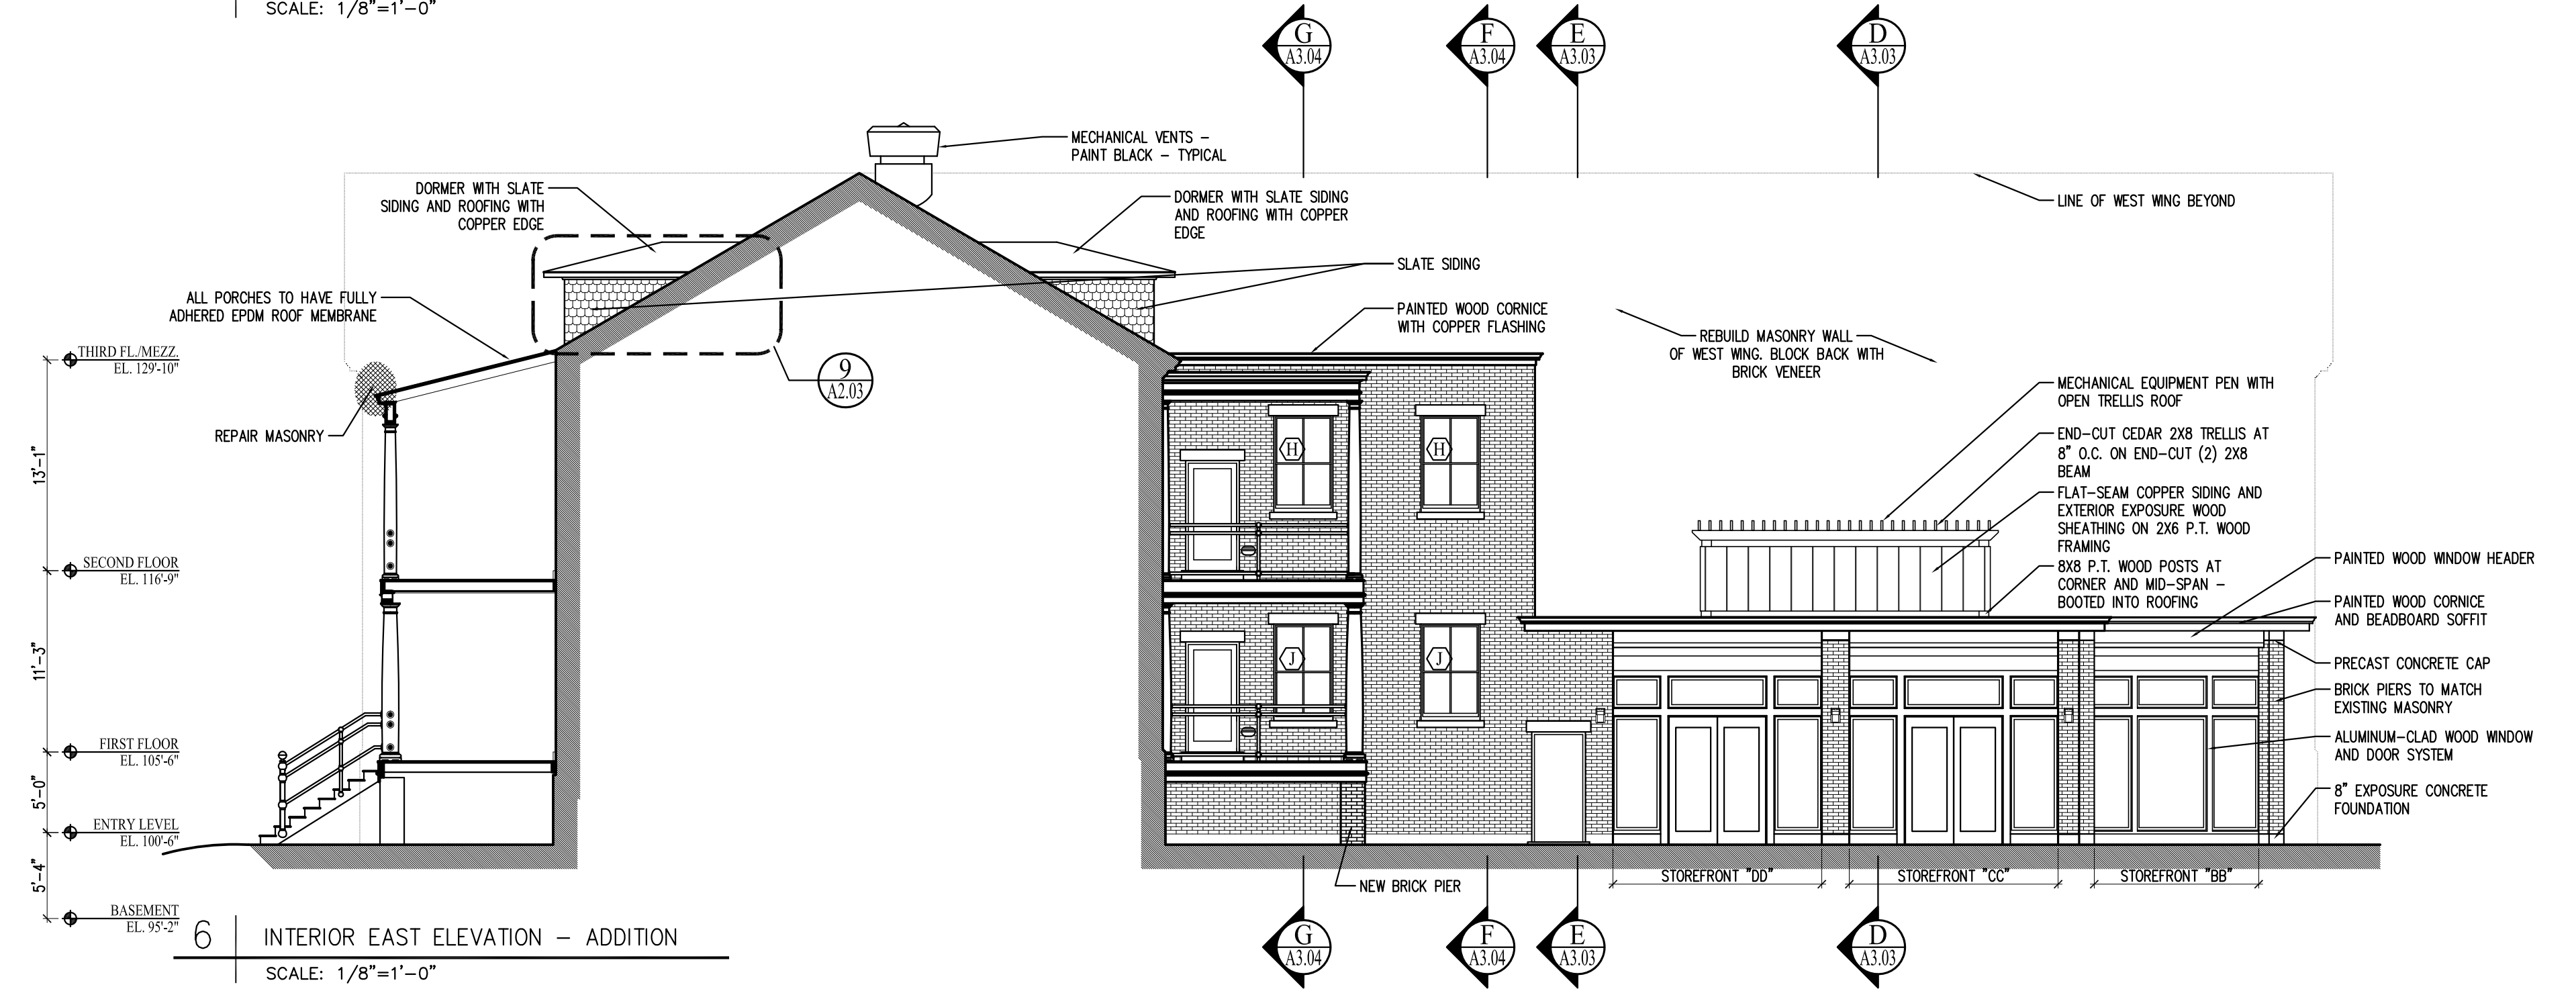 SCALE: 1/8"=1'-0"
G
A3.04
F
A3.04
E
A3.03
D
A3.03
MECHANICAL VENTS -
PAINT BLACK - TYPICAL
DORMER WITH SLATE
SIDING AND ROOFING WITH
COPPER EDGE
DORMER WITH SLATE SIDING
AND ROOFING WITH COPPER
EDGE
LINE OF WEST WING BEYOND
SLATE SIDING
ALL PORCHES TO HAVE FULLY
ADHERED EPDM ROOF MEMBRANE
PAINTED WOOD CORNICE
WITH COPPER FLASHING
REBUILD MASONRY WALL
OF WEST WING. BLOCK BACK WITH
BRICK VENEER
THIRD FL./MEZZ.
EL. 129'-10"
9
A2.03
MECHANICAL EQUIPMENT PEN WITH
OPEN TRELLIS ROOF
REPAIR MASONRY
END-CUT CEDAR 2X8 TRELLIS AT
8" O.C. ON END-CUT (2) 2X8
BEAM
H
H
13'-1"
FLAT-SEAM COPPER SIDING AND
EXTERIOR EXPOSURE WOOD
SHEATHING ON 2X6 P.T. WOOD
FRAMING
SECOND FLOOR
EL. 116'-9"
8X8 P.T. WOOD POSTS AT
CORNER AND MID-SPAN -
BOOTED INTO ROOFING
PAINTED WOOD WINDOW HEADER
PAINTED WOOD CORNICE
AND BEADBOARD SOFFIT
11'-3"
J
J
PRECAST CONCRETE CAP
BRICK PIERS TO MATCH
EXISTING MASONRY
FIRST FLOOR
EL. 105'-6"
ALUMINUM-CLAD WOOD WINDOW
AND DOOR SYSTEM
5'-0"
8" EXPOSURE CONCRETE
FOUNDATION
ENTRY LEVEL
EL. 100'-6"
5'-4"
NEW BRICK PIER
STOREFRONT "DD"
STOREFRONT "CC"
STOREFRONT "BB"
BASEMENT
EL. 95'-2"
6
INTERIOR EAST ELEVATION - ADDITION
SCALE: 1/8"=1'-0"
G
A3.04
F
A3.04
E
A3.03
D
A3.03